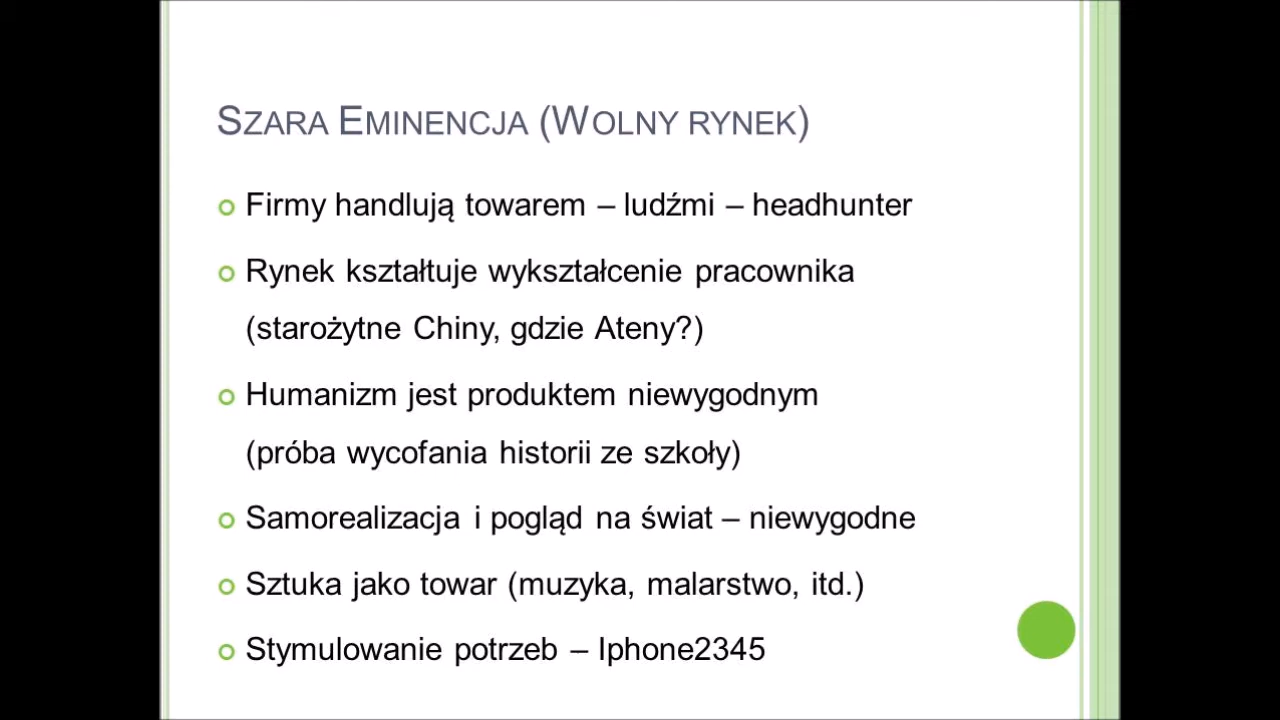 Szara Eminencja (Wolny rynek)
Firmy handlują towarem – ludźmi – headhunter
Rynek kształtuje wykształcenie pracownika
(starożytne Chiny, gdzie Ateny?)
Humanizm jest produktem niewygodnym
(próba wycofania historii ze szkoły)
Samorealizacja i pogląd na świat – niewygodne
Sztuka jako towar (muzyka, malarstwo, itd.)
Stymulowanie potrzeb – Iphone2345